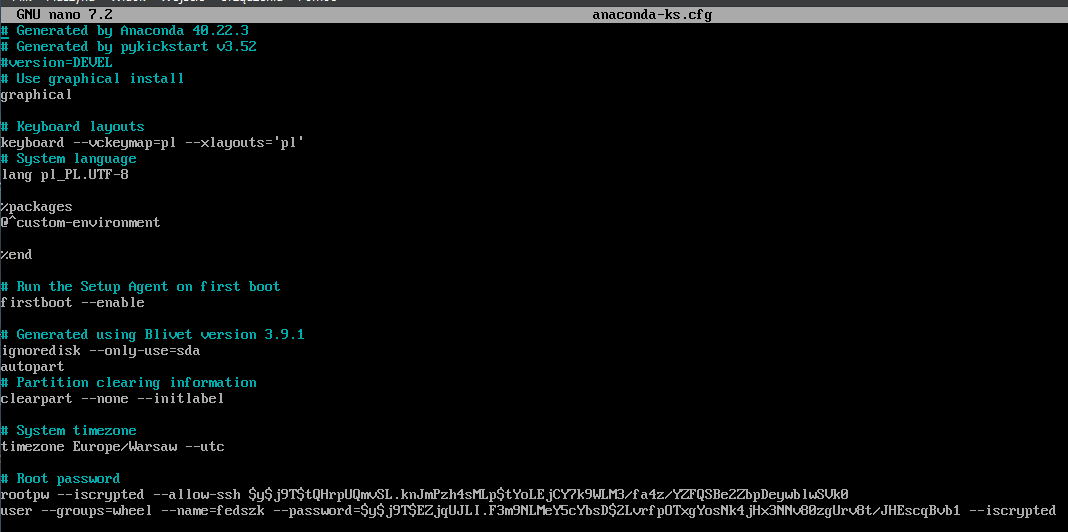 GNU nano 7.2 anaconda-ks.cfg
# Generated by Anaconda 40.22.3
# Generated by pykickstart v3.52
#version=DEVEL
# Use graphical install
graphical
# Keyboard layouts
keyboard --vckeymap=pl --xlayouts='pl'
# System language
lang pl_PL.UTF-8
%packages
@^custom-environment
%end
# Run the Setup Agent on first boot
firstboot --enable
# Generated using Blivet version 3.9.1
ignoredisk --only-use=sda
autopart
# Partition clearing information
clearpart --none --initlabel
# System timezone
timezone Europe/Warsaw --utc
# Root password
rootpw --iscrypted --allow-ssh $y$j9T$tQHrpUQmvSL.knJmPzh4sMLp$tYoLEjCY7k9WLM3/fa4z/YZFQSBe2ZbpDeywblwSVk0
user --groups=wheel --name=fedszk --password=$y$j9T$EZjqUJLI.F3m9NLMeY5cYbsD$2LvrfpOTxgYosNk4jHx3NNv80zgUrv8t/JHEscqBvb1 --iscrypted